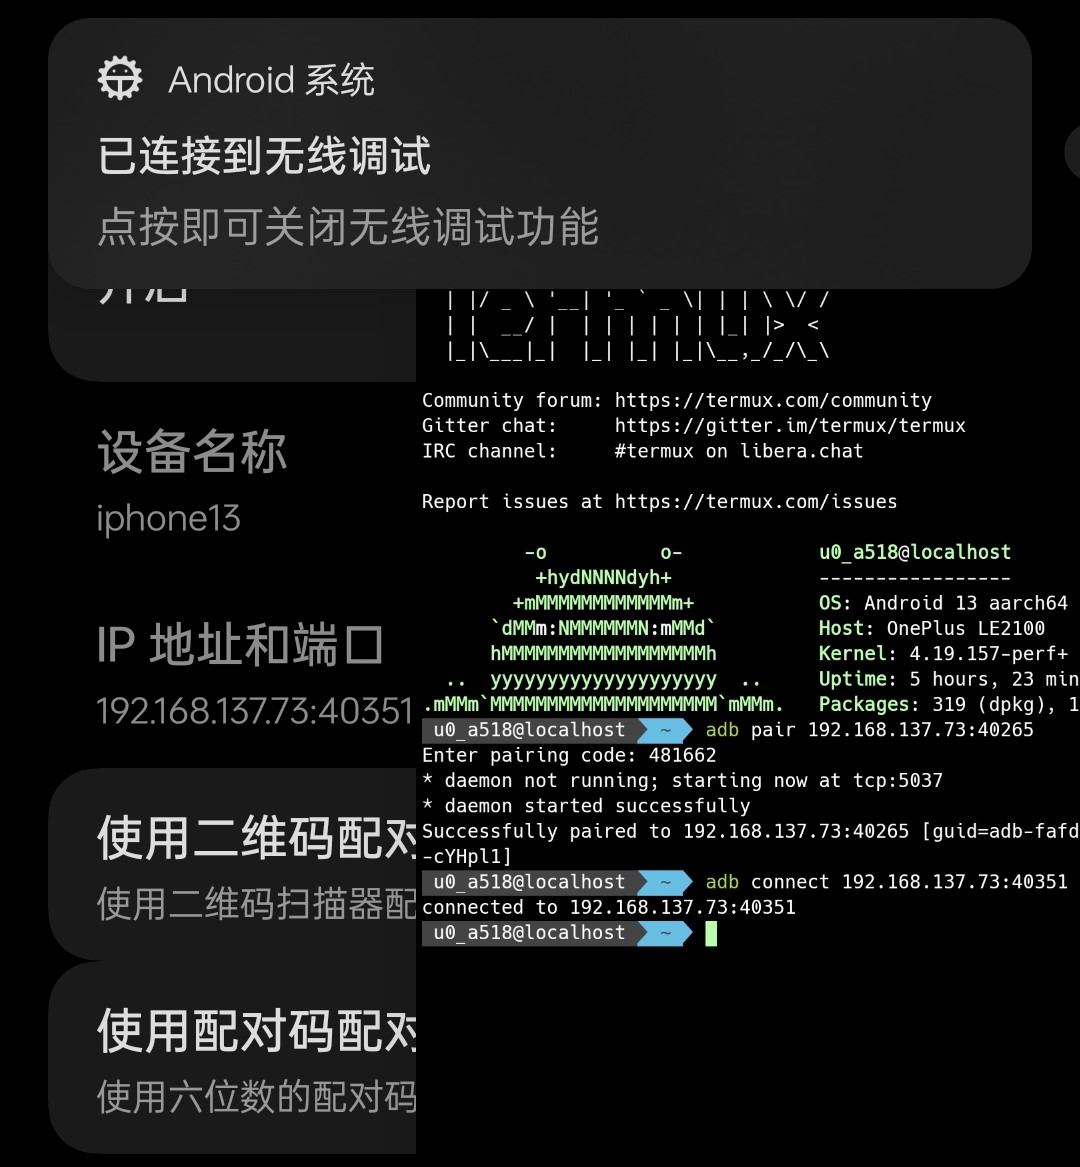 Android 系统
已连接到无线调试
点按即可关闭无线调试功能
设备名称
iphone13
IP 地址和端口
192.168.137.73:40351
使用二维码配对
使用二维码扫描器配
使用配对码配对
使用六位数的配对码
Community forum: https://termux.com/community
Gitter chat:     https://gitter.im/termux/termux
IRC channel:     #termux on libera.chat
Report issues at https://termux.com/issues
-o          o-
+hydNNNNdyh+
+mMMMMMMMMMMMMm+
`dMMm:NMMMMMMN:mMMd`
hMMMMMMMMMMMMMMMMMMh
..  yyyyyyyyyyyyyyyyyyyy  ..
.mMMm`MMMMMMMMMMMMMMMMMMMM`mMMm.
u0_a518@localhost
-----------------
OS: Android 13 aarch64
Host: OnePlus LE2100
Kernel: 4.19.157-perf+
Uptime: 5 hours, 23 min
Packages: 319 (dpkg), 1
u0_a518@localhost ~ adb pair 192.168.137.73:40265
Enter pairing code: 481662
* daemon not running; starting now at tcp:5037
* daemon started successfully
Successfully paired to 192.168.137.73:40265 [guid=adb-fafd
-cYHpl1]
u0_a518@localhost ~ adb connect 192.168.137.73:40351
connected to 192.168.137.73:40351
u0_a518@localhost ~